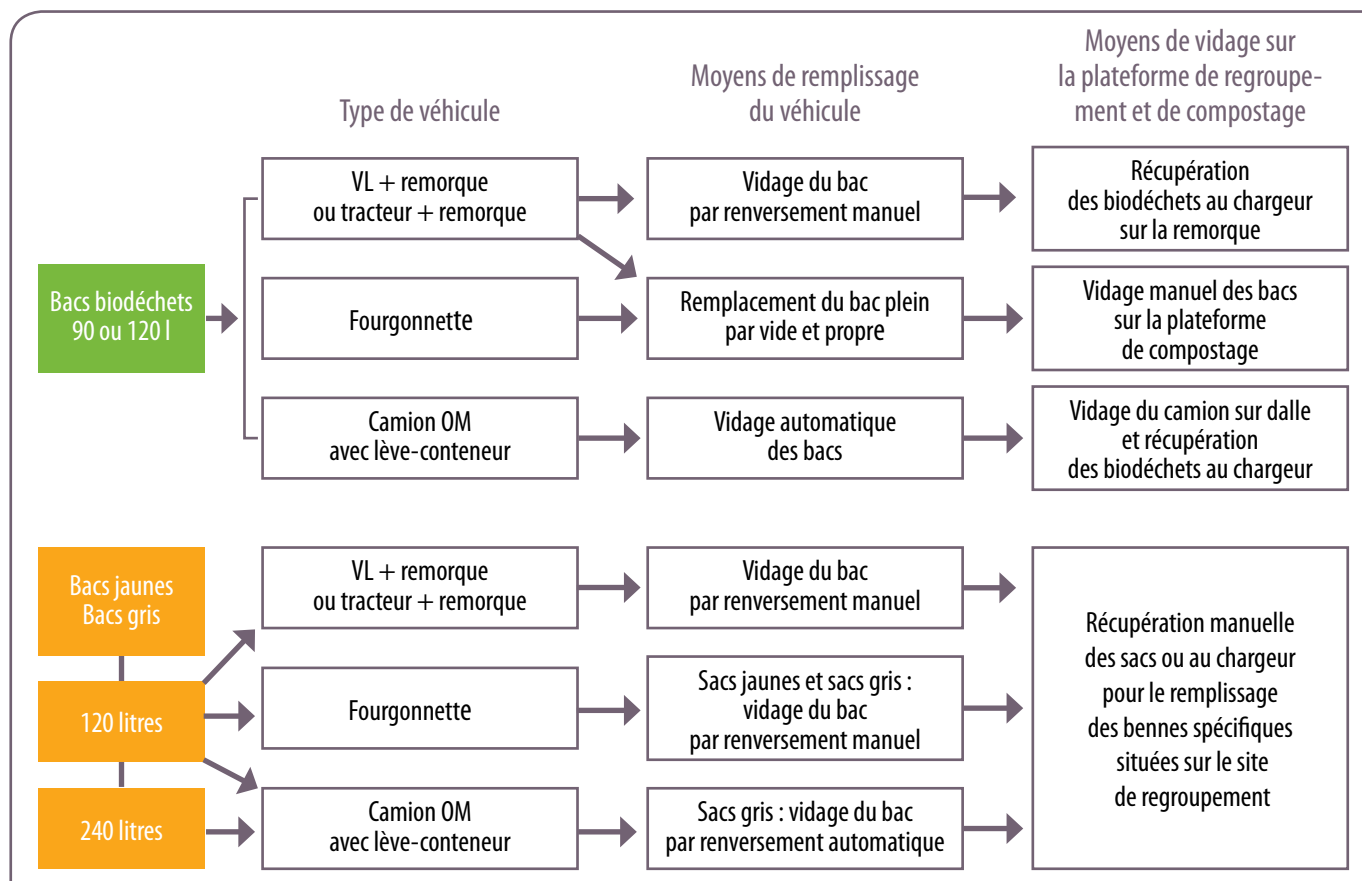 Type de véhicule
Moyens de remplissage
du véhicule
Moyens de vidage sur
la plateforme de regroupe-
ment et de compostage
Bacs biodéchets
90 ou 120 l
VL + remorque
ou tracteur + remorque
Vidage du bac
par renversement manuel
Récupération
des biodéchets au chargeur
sur la remorque
Fourgonnette
Remplacement du bac plein
par vide et propre
Vidage manuel des bacs
sur la plateforme
de compostage
Camion OM
avec lève-conteneur
Vidage automatique
des bacs
Vidage du camion sur dalle
et récupération
des biodéchets au chargeur
Bacs jaunes
Bacs gris
120 litres
240 litres
VL + remorque
ou tracteur + remorque
Vidage du bac
par renversement manuel
Fourgonnette
Sacs jaunes et sacs gris :
vidage du bac
par renversement manuel
Camion OM
avec lève-conteneur
Sacs gris : vidage du bac
par renversement automatique
Récupération manuelle
des sacs ou au chargeur
pour le remplissage
des bennes spécifiques
situées sur le site
de regroupement